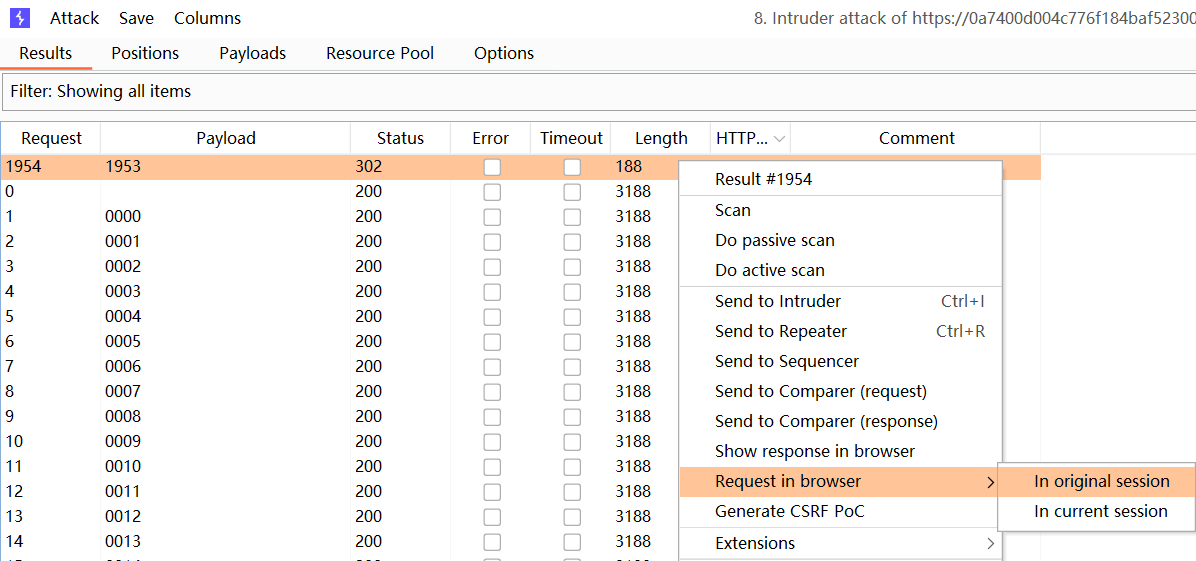 Attack Save Columns 8. Intruder attack of https://0a7400d004c776f184baf52300
Results Positions Payloads Resource Pool Options
Filter: Showing all items
Request Payload Status Error Timeout Length HTTP... Comment
1954 1953 302 188
Result #1954
0 200 3188
Scan
1 0000 200 3188
2 0001 200 3188
Do passive scan
3 0002 200 3188
Do active scan
4 0003 200 3188
Send to Intruder Ctrl+I
5 0004 200 3188
Send to Repeater Ctrl+R
6 0005 200 3188
7 0006 200 3188
Send to Sequencer
8 0007 200 3188
Send to Comparer (request)
9 0008 200 3188
Send to Comparer (response)
10 0009 200 3188
Show response in browser
11 0010 200 3188
Request in browser In original session
12 0011 200 3188
13 0012 200 3188
Generate CSRF PoC In current session
14 0013 200 3188
Extensions